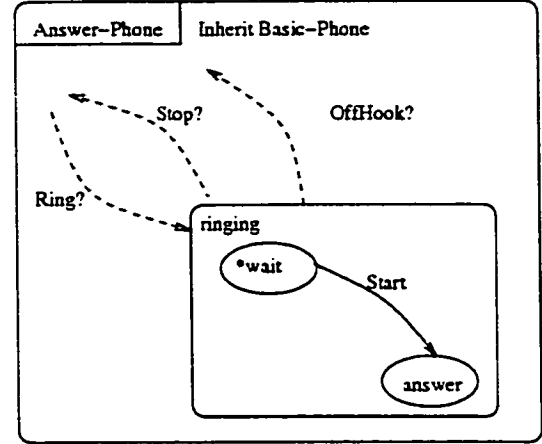 Answer-Phone
Inherit Basic-Phone
Stop?
OffHook?
Ring?
ringing
•wait
Start
answer